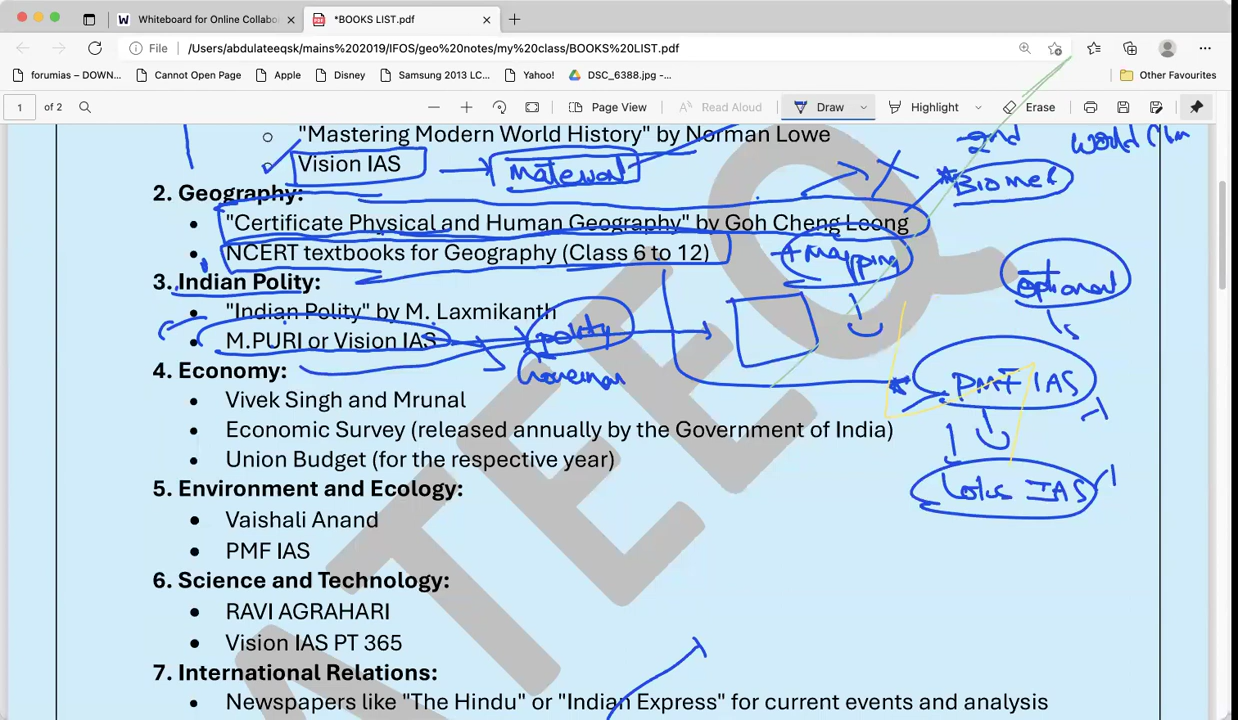 Whiteboard for Online Collabo
*BOOKS LIST.pdf
File
/Users/abdulateeqsk/mains%202019/IFOS/geo%20notes/my%20class/BOOKS%20LIST.pdf
forumias – DOWN...
Cannot Open Page
Apple
Disney
Samsung 2013 LC...
Yahoo!
DSC_6388.jpg -...
Other Favourites
1
of 2
Page View
Read Aloud
Draw
Highlight
Erase
"Mastering Modern World History" by Norman Lowe
and
World Clim
Vision IAS
Material
*Biomes
2. Geography:
"Certificate Physical and Human Geography" by Goh Cheng Leong
NCERT textbooks for Geography (Class 6 to 12)
+ Mapping
optional
3. Indian Polity:
"Indian Polity" by M. Laxmikanth
M.PURI or Vision IAS
polity
Governan
4. Economy:
PMF IAS
Vivek Singh and Mrunal
Economic Survey (released annually by the Government of India)
Union Budget (for the respective year)
Lotus IAS
5. Environment and Ecology:
Vaishali Anand
PMF IAS
6. Science and Technology:
RAVI AGRAHARI
Vision IAS PT 365
7. International Relations:
Newspapers like "The Hindu" or "Indian Express" for current events and analysis
ATEEQ